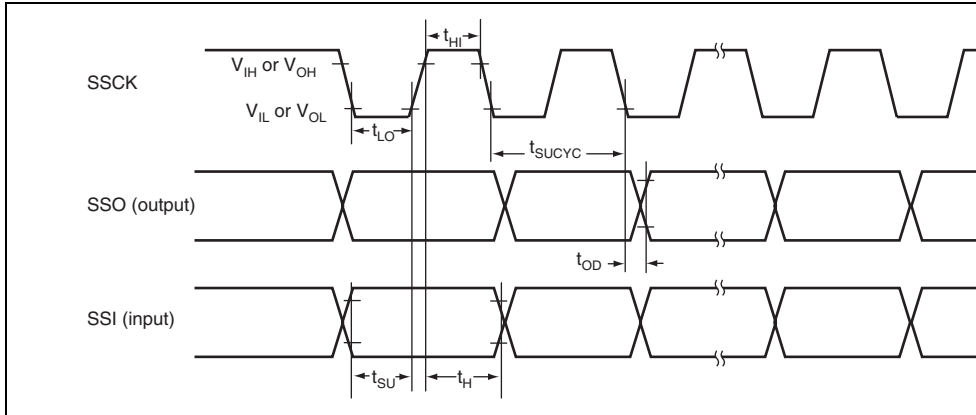 t_HI
V_IH or V_OH
SSCK
V_IL or V_OL
t_LO
t_SUCYC
SSO (output)
t_OD
SSI (input)
t_SU
t_H